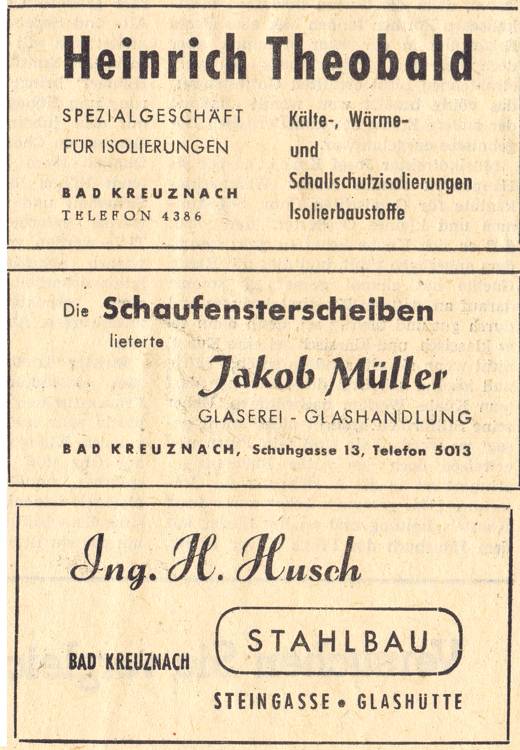 Heinrich Theobald
SPEZIALGESCHÄFT
FÜR ISOLIERUNGEN
BAD KREUZNACH
TELEFON 4386
Kälte-, Wärme-
und
Schallschutzisolierungen
Isolierbaustoffe
Die Schaufensterscheiben
lieferte
Jakob Müller
GLASEREI - GLASHANDLUNG
BAD KREUZNACH, Schuhgasse 13, Telefon 5013
Ing. H. Husch
STAHLBAU
BAD KREUZNACH
STEINGASSE • GLASHÜTTE